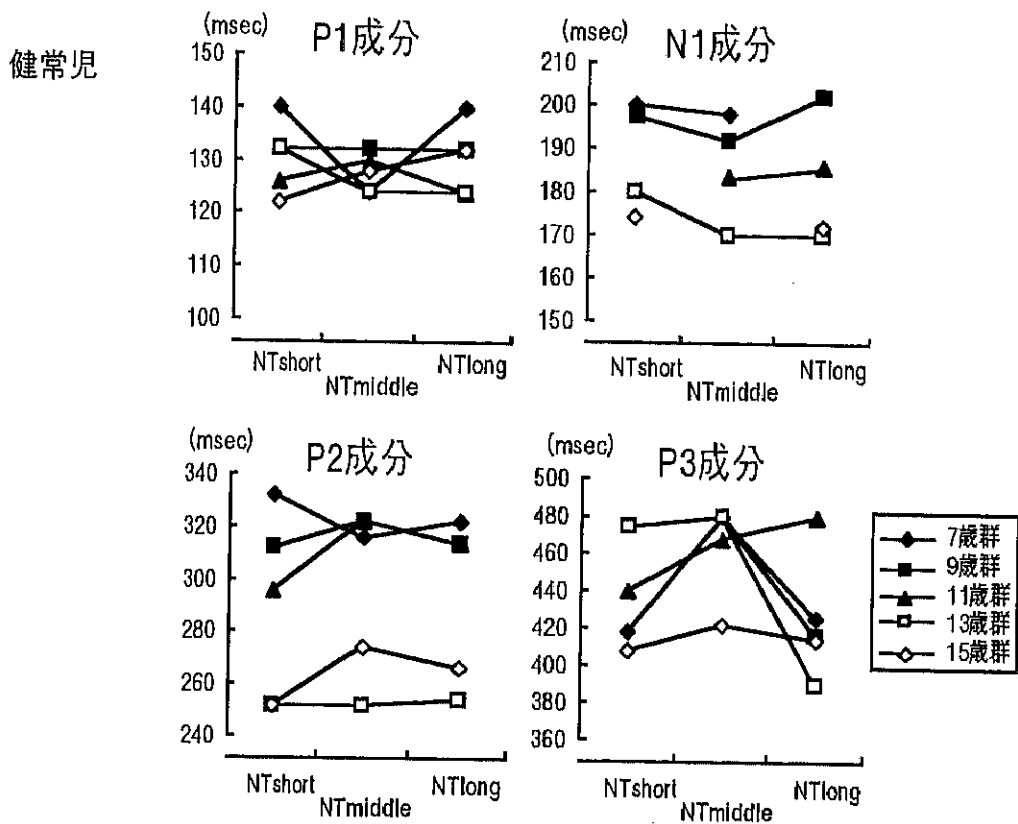 健常児
(msec)
P1成分
150
140
130
120
110
100
NTshort
NTmiddle
NTlong
(msec)
N1成分
210
200
190
180
170
160
150
NTshort
NTmiddle
NTlong
(msec)
P2成分
340
320
300
280
260
240
NTshort
NTmiddle
NTlong
(msec)
P3成分
500
480
460
440
420
400
380
360
NTshort
NTmiddle
NTlong
7歳群
9歳群
11歳群
13歳群
15歳群